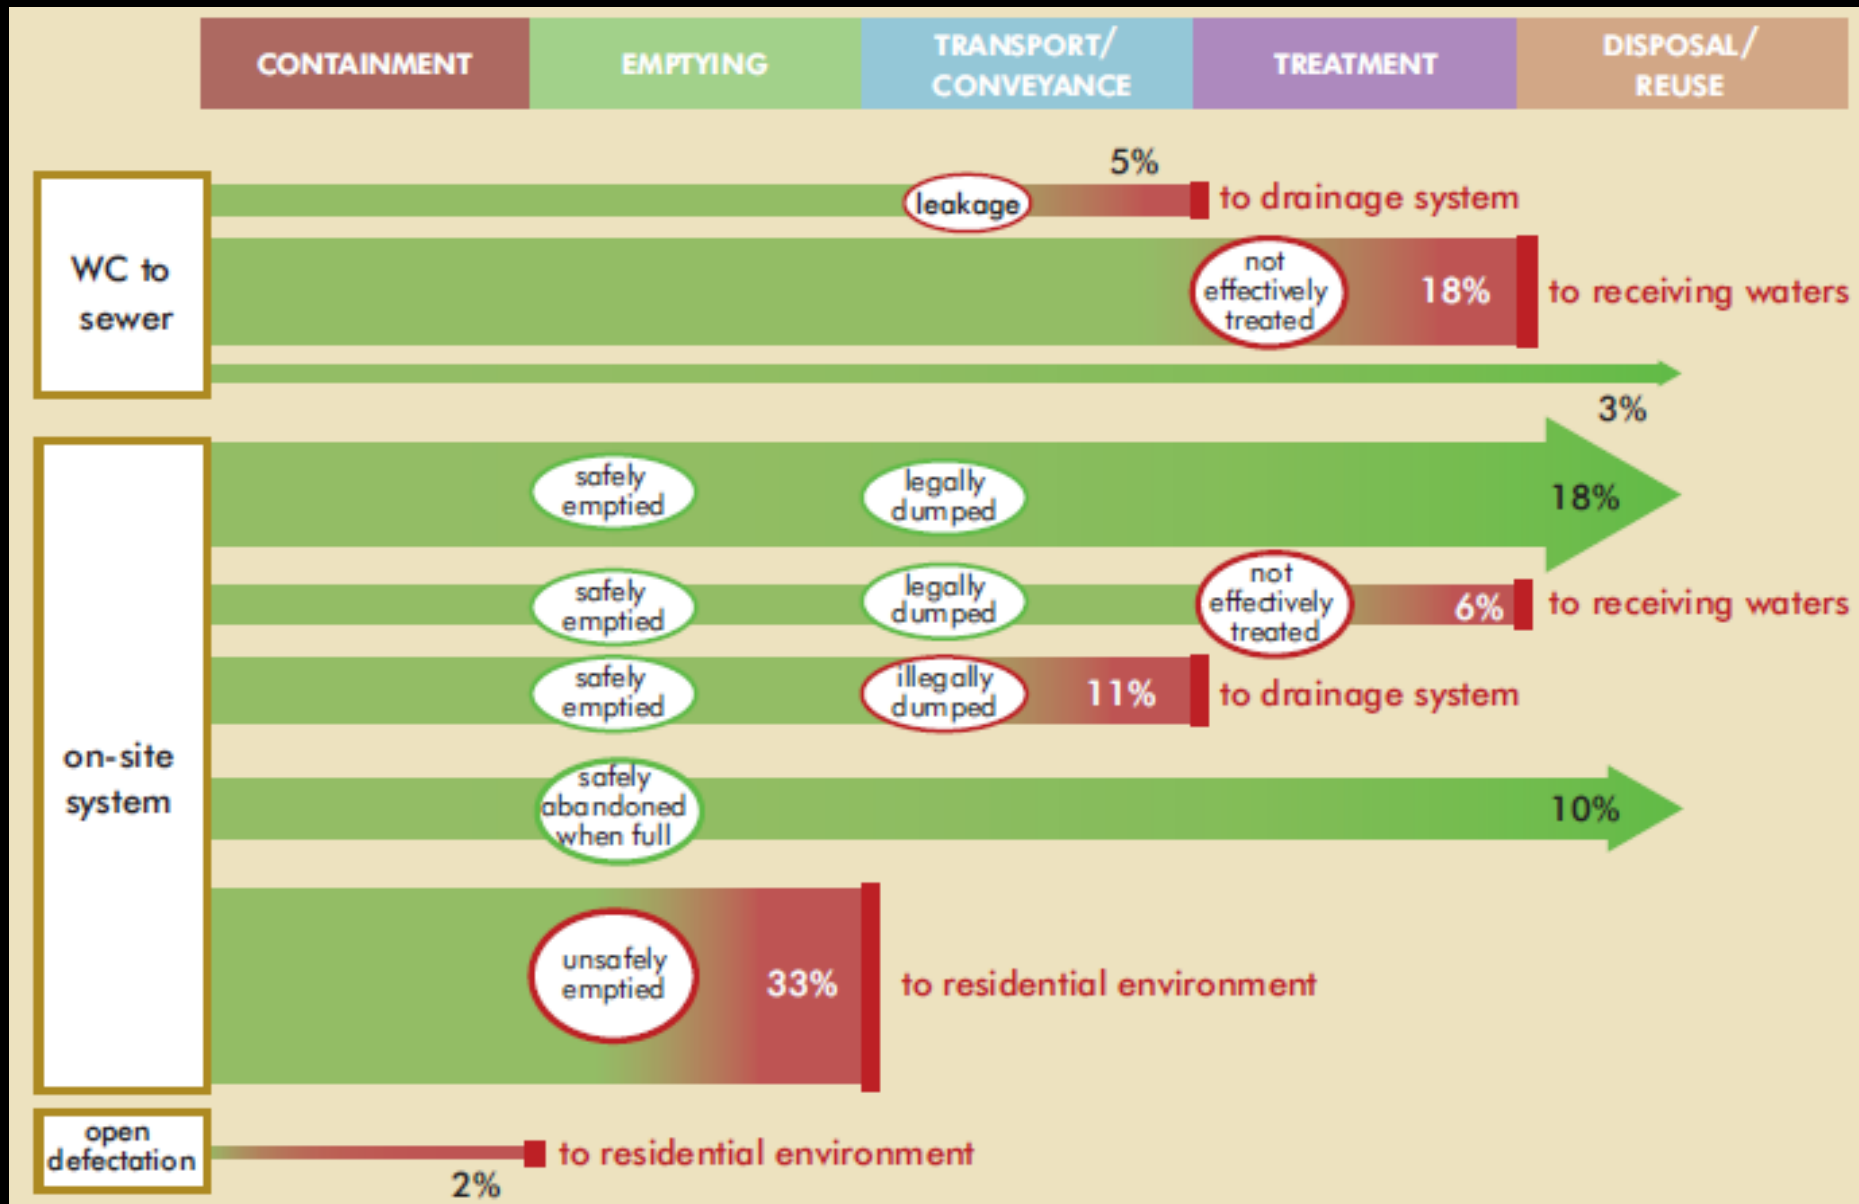 CONTAINMENT
EMPTYING
TRANSPORT/
CONVEYANCE
TREATMENT
DISPOSAL/
REUSE
WC to
sewer
leakage
5%
to drainage system
not
effectively
treated
18%
to receiving waters
3%
on-site
system
safely
emptied
legally
dumped
18%
safely
emptied
legally
dumped
not
effectively
treated
6%
to receiving waters
safely
emptied
illegally
dumped
11%
to drainage system
safely
abandoned
when full
10%
unsafely
emptied
33%
to residential environment
open
defectation
2%
to residential environment